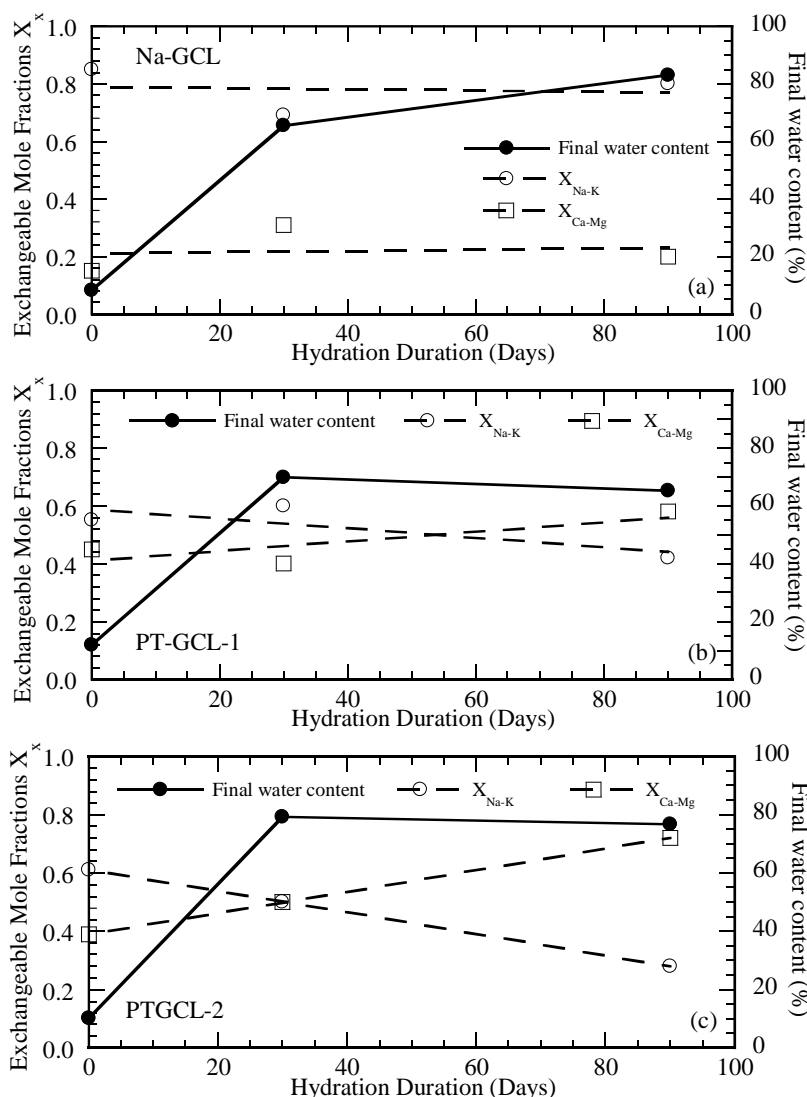 Exchangeable Mole Fractions X_x
1.0
0.8
0.6
0.4
0.2
0.0
Na-GCL
Final water content
X_Na-K
X_Ca-Mg
(a)
100
80
60
40
20
0
Final water content (%)
0 20 40 60 80 100
Hydration Duration (Days)
Exchangeable Mole Fractions X_x
1.0
0.8
0.6
0.4
0.2
0.0
Final water content X_Na-K X_Ca-Mg
PT-GCL-1
(b)
100
80
60
40
20
0
Final water content (%)
0 20 40 60 80 100
Hydration Duration (Days)
Exchangeable Mole Fractions X_x
1.0
0.8
0.6
0.4
0.2
0.0
Final water content X_Na-K X_Ca-Mg
PTGCL-2
(c)
100
80
60
40
20
0
Final water content (%)
0 20 40 60 80 100
Hydration Duration (Days)